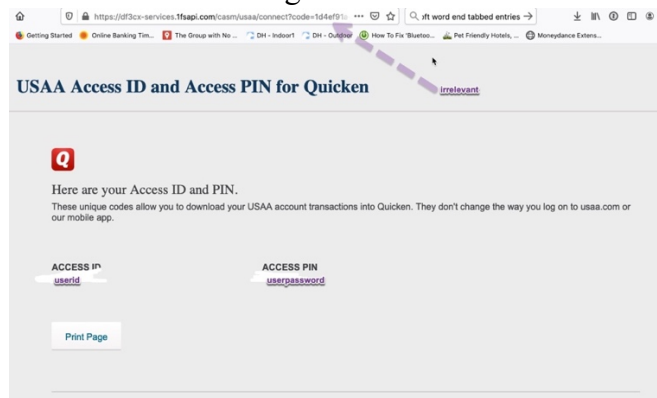 https://df3cx-services.1fsapi.com/casm/usaa/connect?code=1d4ef91
ft word end tabbed entries
Getting Started Online Banking Tim... The Group with No ... DH - Indoor1 DH - Outdoor How To Fix 'Bluetoo... Pet Friendly Hotels, ... Moneydance Extens...
USAA Access ID and Access PIN for Quicken
irrelevant
Q
Here are your Access ID and PIN.
These unique codes allow you to download your USAA account transactions into Quicken. They don't change the way you log on to usaa.com or
our mobile app.
ACCESS ID ACCESS PIN
userid userpassword
Print Page